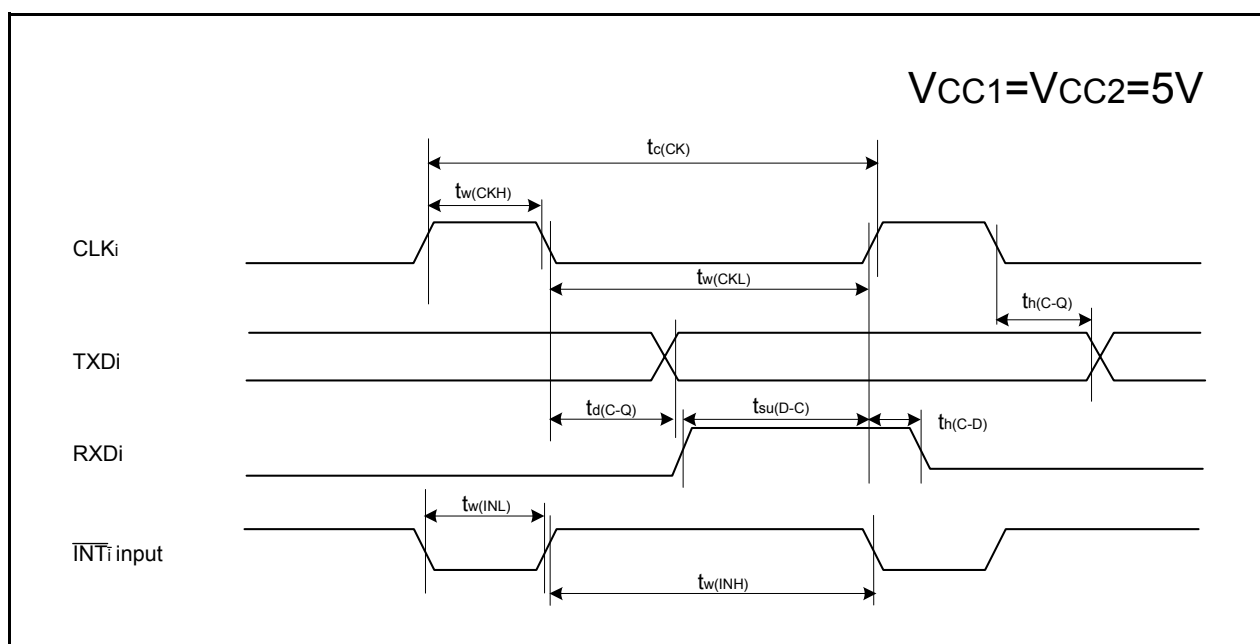 VCC1=VCC2=5V
tc(CK)
tw(CKH)
CLKi
tw(CKL)
th(C-Q)
TXDi
td(C-Q)
tsu(D-C)
th(C-D)
RXDi
tw(INL)
INTi input
tw(INH)